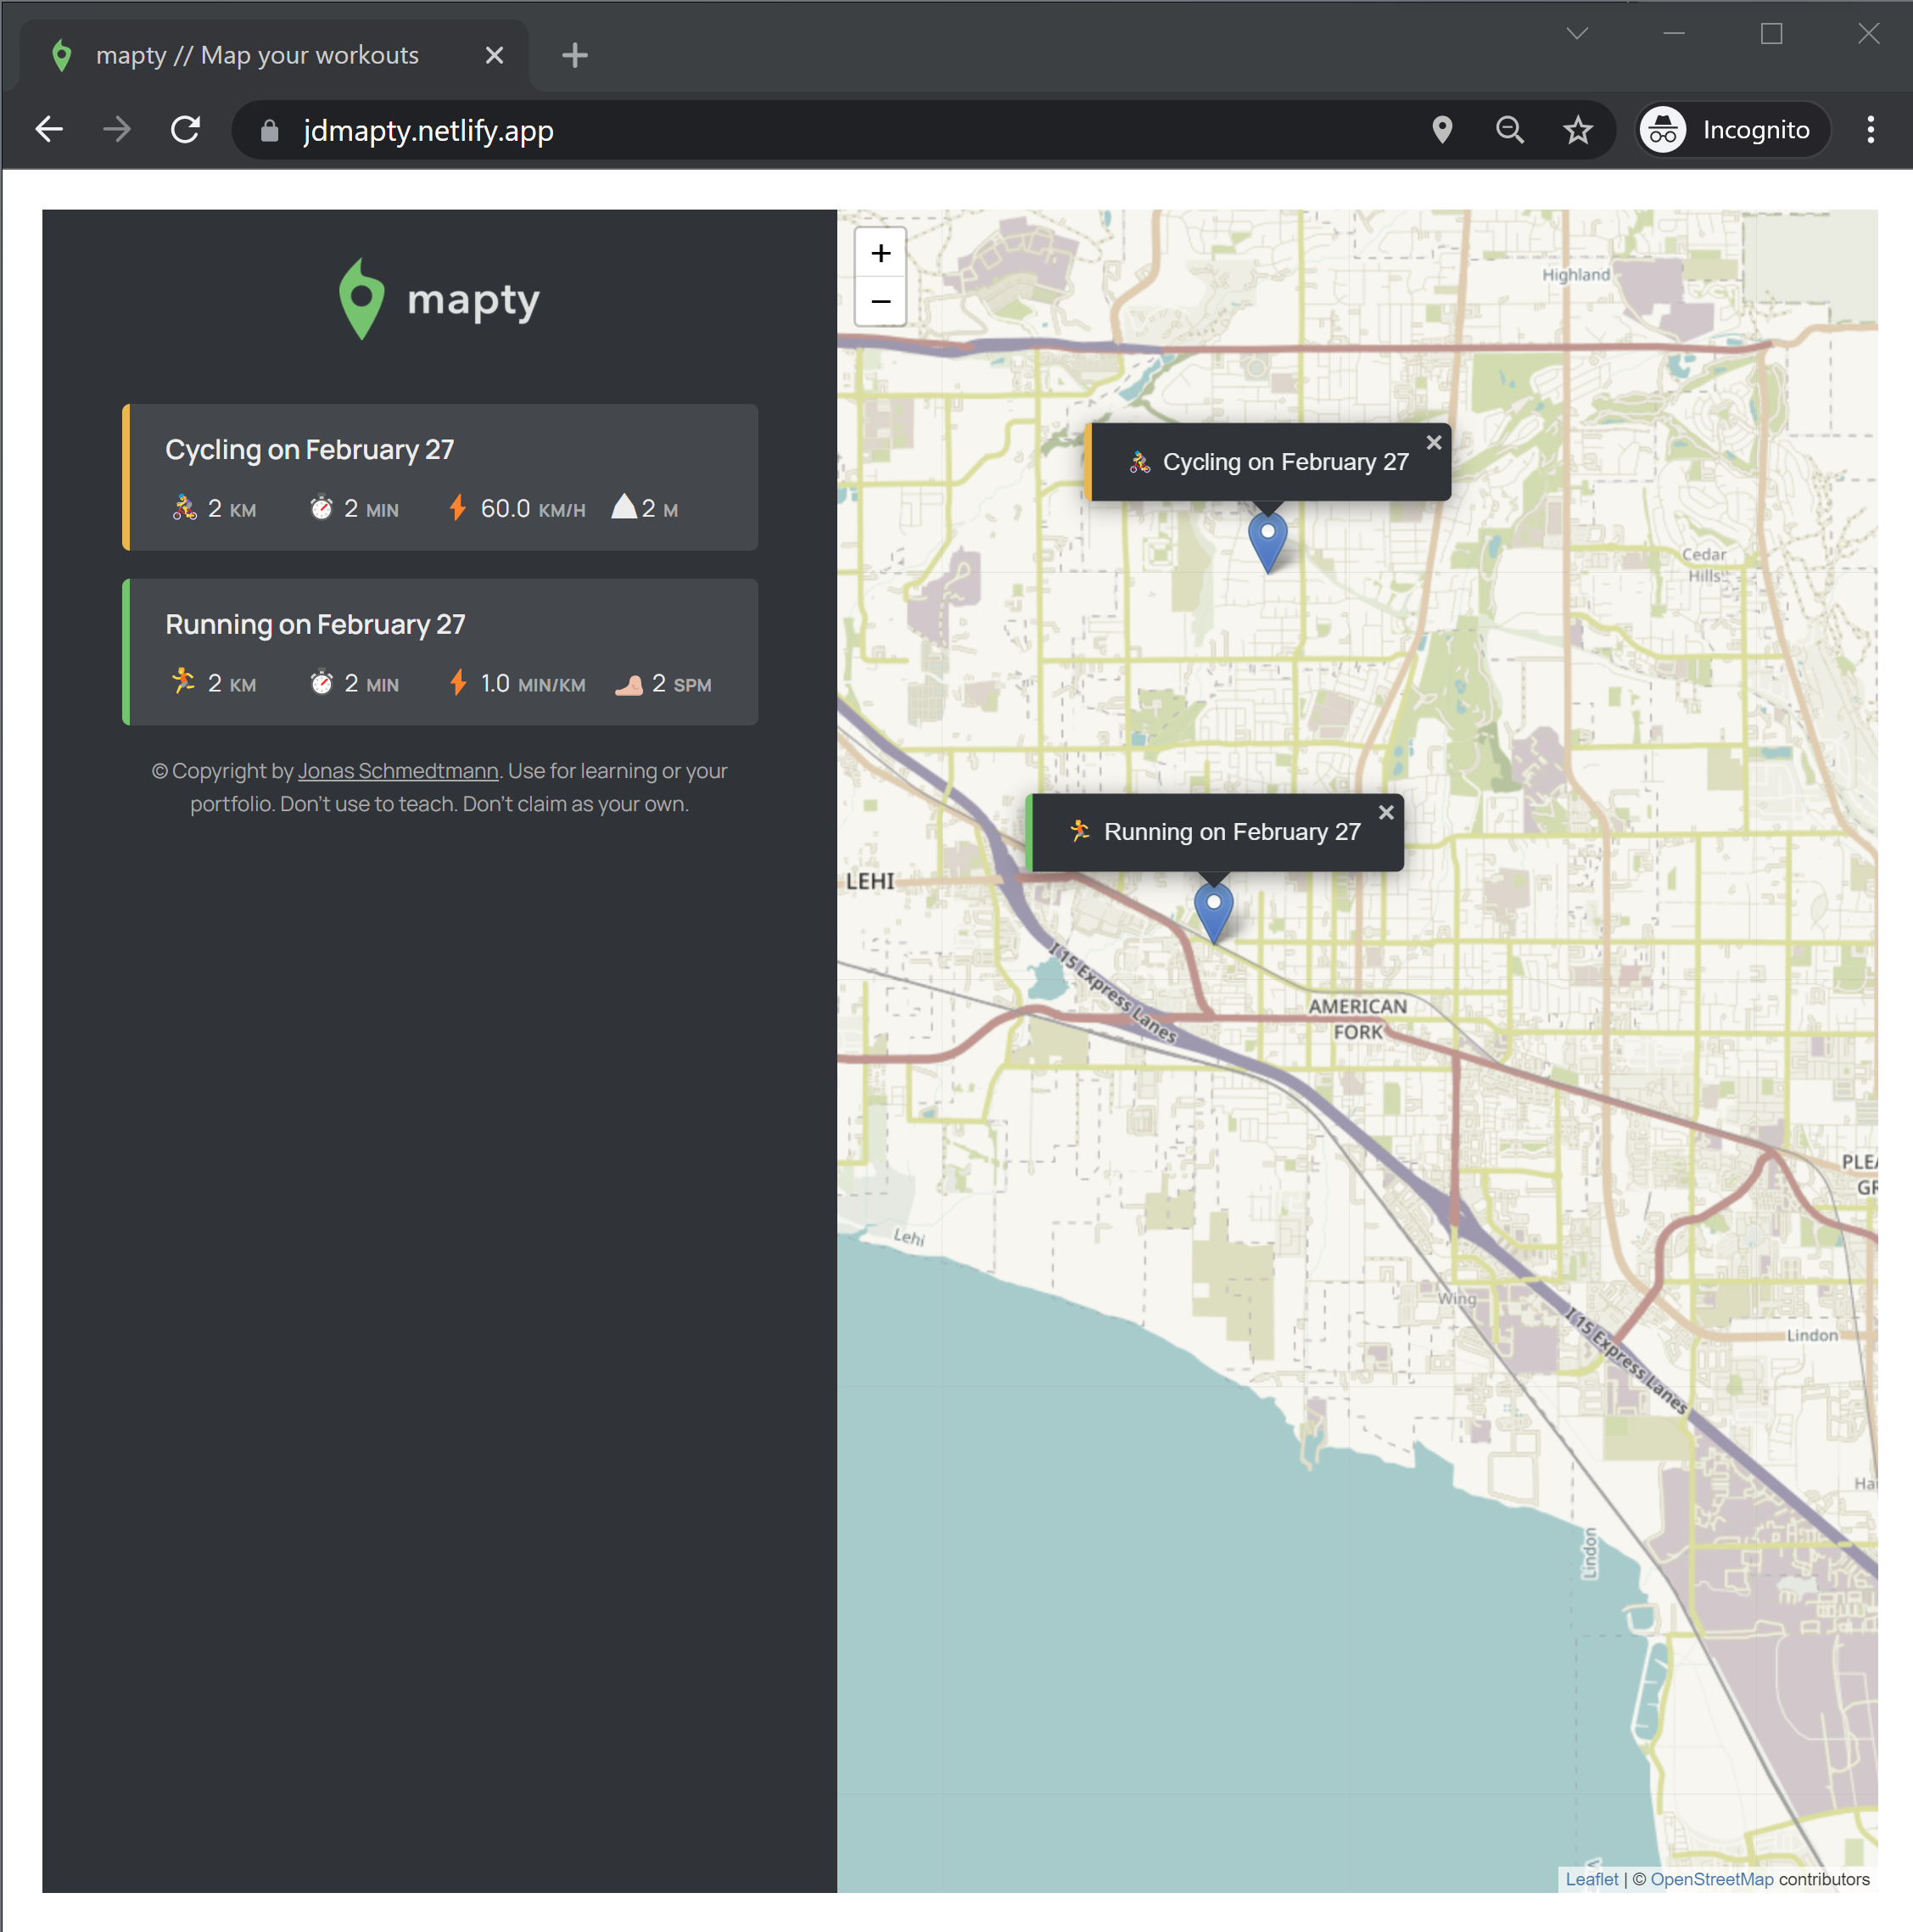 mapty // Map your workouts
jdmapty.netlify.app
Incognito
mapty
Cycling on February 27
2 KM 2 MIN 60.0 KM/H 2 M
Running on February 27
2 KM 2 MIN 1.0 MIN/KM 2 SPM
© Copyright by Jonas Schmedtmann. Use for learning or your
portfolio. Don't use to teach. Don't claim as your own.
+
−
Highland
Cycling on February 27
Cedar
Hills
Running on February 27
LEHI
I 15 Express Lanes
AMERICAN
FORK
PLEA
GR
Lehi
Wing
I 15 Express Lanes
Lindon
Ha
Lindon
Leaflet | © OpenStreetMap contributors